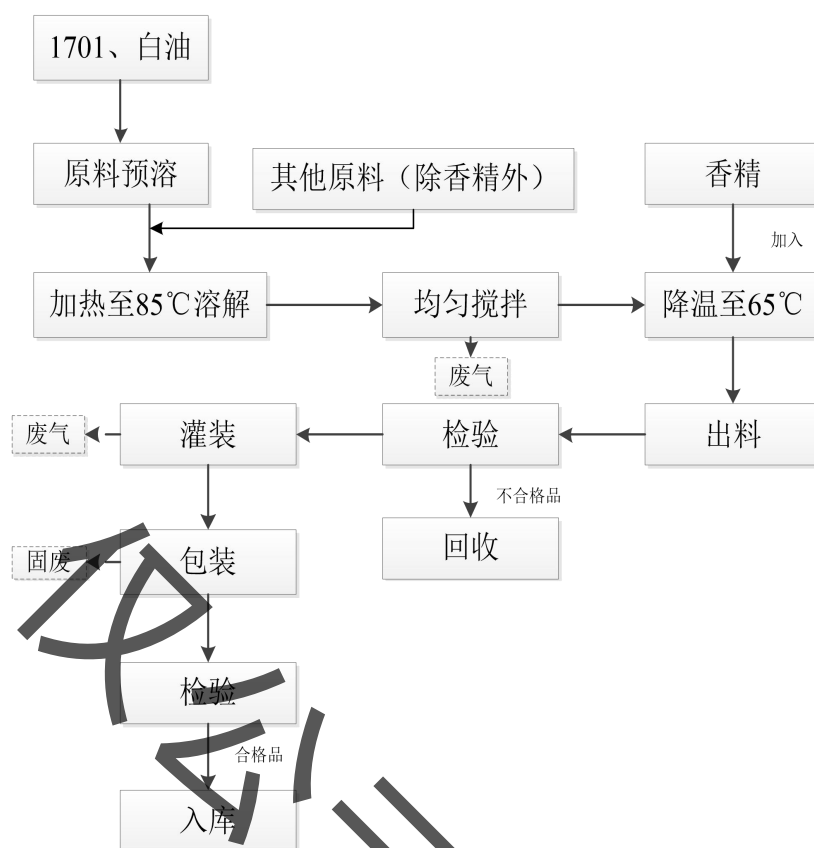 1701、白油
原料预溶
其他原料（除香精外）
香精
加入
加热至85℃溶解
均匀搅拌
降温至65℃
废气
废气
灌装
检验
出料
不合格品
固废
包装
回收
检验
合格品
入库
仅
公